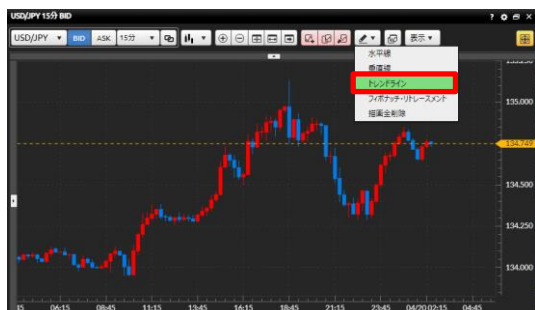 USD/JPY 15分 BID
USD/JPY BID ASK 15分 表示
水平線
垂直線
トレンドライン
フィボナッチ・リトレースメント
描画全削除
135.000
134.749
134.500
134.250
134.000
06:15 08:45 11:15 13:45 16:15 18:45 21:15 23:45 04/20 02:15 04:45